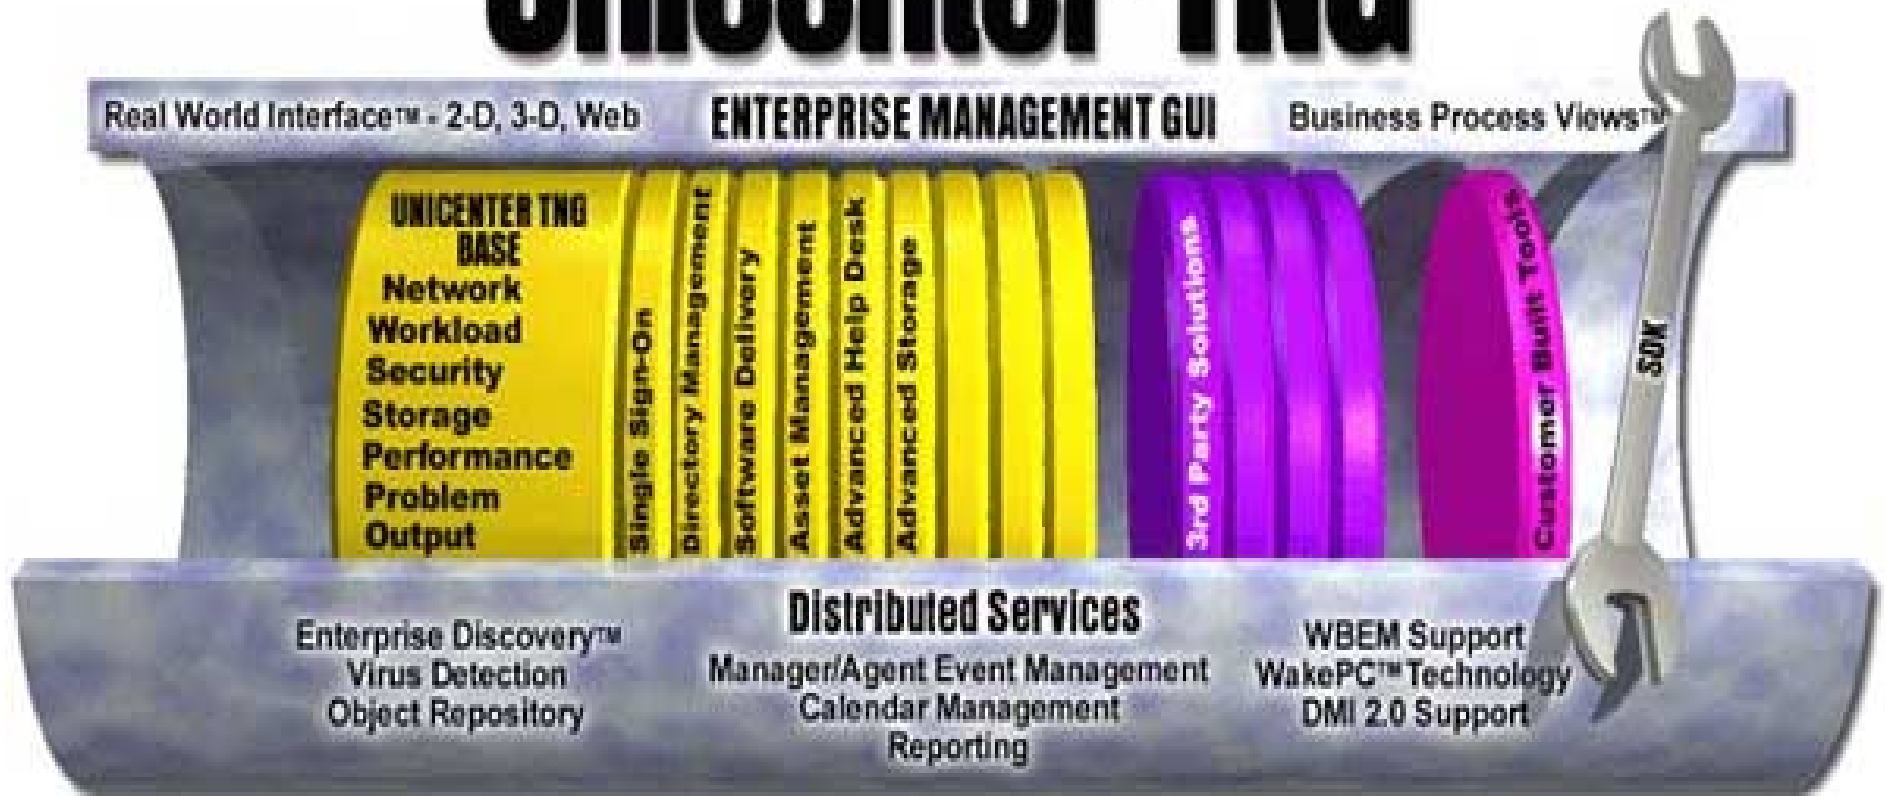 Unicenter TNG
Real World Interface™ - 2-D, 3-D, Web
ENTERPRISE MANAGEMENT GUI
Business Process Views™
UNICENTER TNG
BASE
Network
Workload
Security
Storage
Performance
Problem
Output
Single Sign-On
Directory Management
Software Delivery
Asset Management
Advanced Help Desk
Advanced Storage
3rd Party Solutions
Customer Built Tools
SDK
Distributed Services
Enterprise Discovery™
Virus Detection
Object Repository
Manager/Agent Event Management
Calendar Management
Reporting
WBEM Support
WakePC™ Technology
DMI 2.0 Support